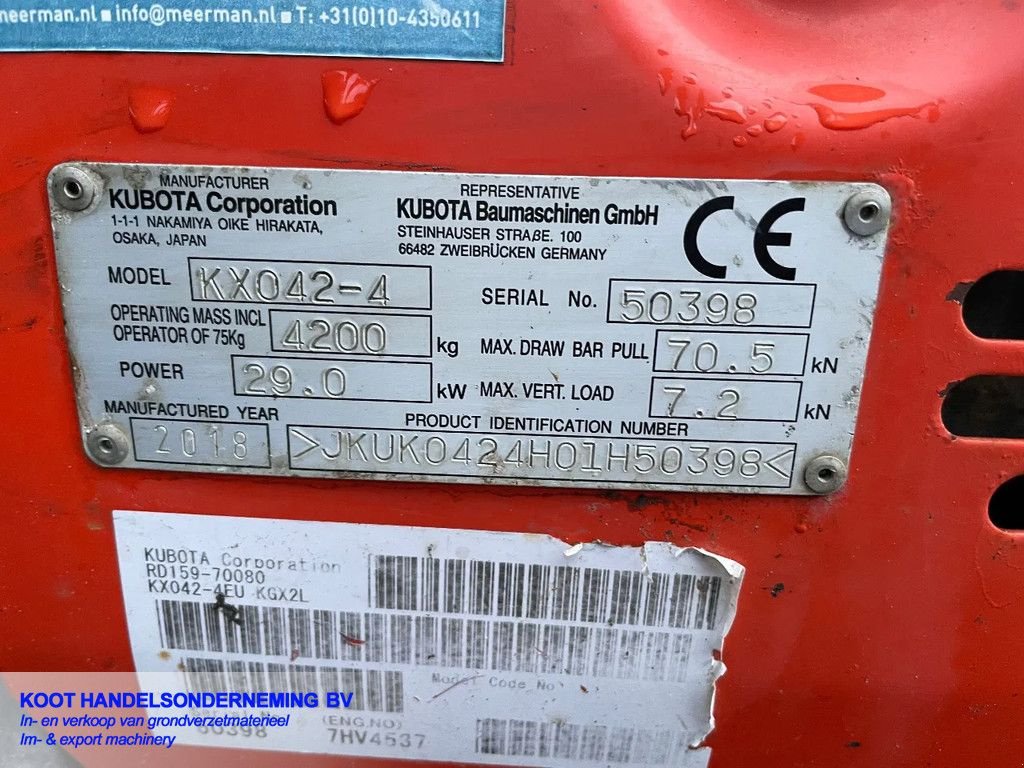 meerman.nl ■ info@meerman.nl ■ T: +31(0)10-4350611
MANUFACTURER
KUBOTA Corporation
1-1-1 NAKAMIYA OIKE HIRAKATA,
OSAKA, JAPAN
REPRESENTATIVE
KUBOTA Baumaschinen GmbH
STEINHAUSER STRAβE. 100
66482 ZWEIBRÜCKEN GERMANY
CE
MODEL KX042-4
SERIAL No. 50398
OPERATING MASS INCL
OPERATOR OF 75Kg 4200 kg
MAX. DRAW BAR PULL 70.5 kN
POWER 29.0 kW
MAX. VERT. LOAD 7.2 kN
MANUFACTURED YEAR
2018
PRODUCT IDENTIFICATION NUMBER
>JKUK0424H01H50398<
KUBOTA Corporation
RD159-70080
KX042-4EU KGX2L
Model Code No
(ENG.NO)
50398 7HV4537
KOOT HANDELSONDERNEMING BV
In- en verkoop van grondverzetmaterieel
Im- & export machinery